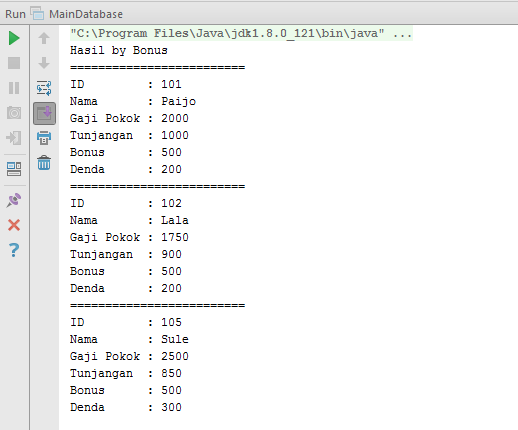 Run MainDatabase
"C:\Program Files\Java\jdk1.8.0_121\bin\java" ...
Hasil by Bonus
=========================
ID         : 101
Nama       : Paijo
Gaji Pokok : 2000
Tunjangan  : 1000
Bonus      : 500
Denda      : 200
=========================
ID         : 102
Nama       : Lala
Gaji Pokok : 1750
Tunjangan  : 900
Bonus      : 500
Denda      : 200
=========================
ID         : 105
Nama       : Sule
Gaji Pokok : 2500
Tunjangan  : 850
Bonus      : 500
Denda      : 300